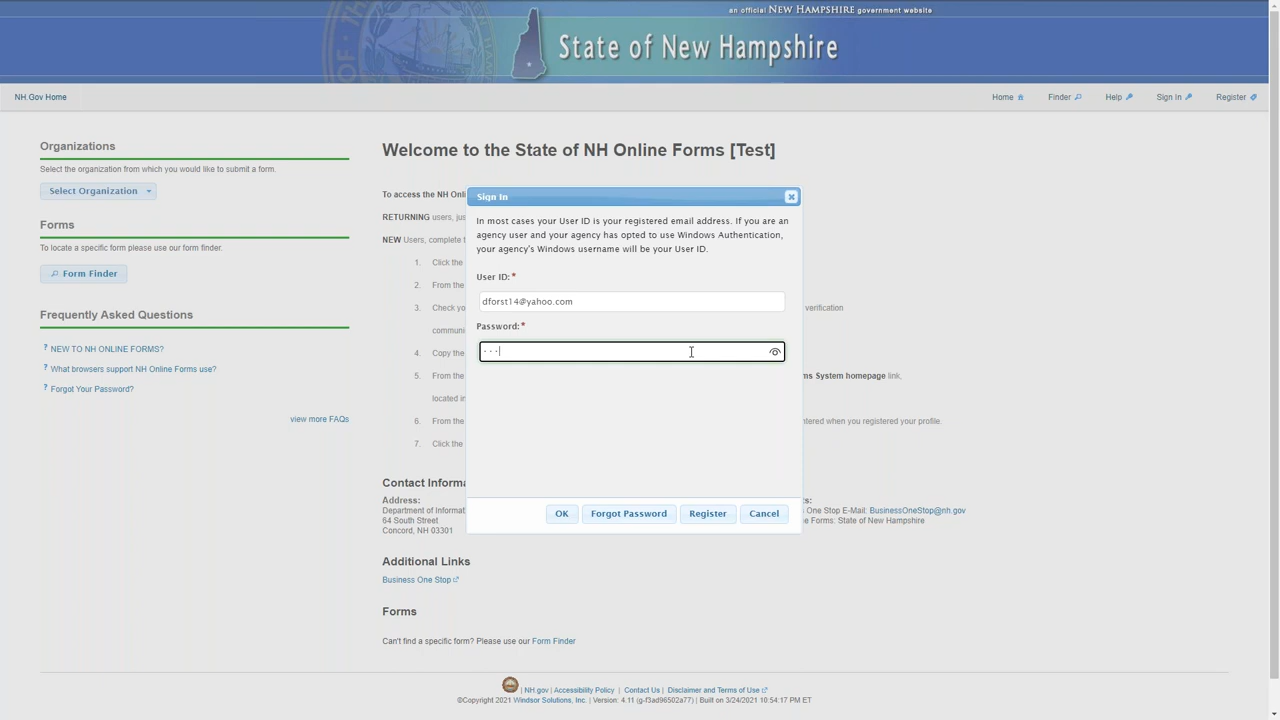 an official NEW HAMPSHIRE government website
State of New Hampshire
NH.Gov Home
Home
Finder
Help
Sign In
Register
Organizations
Select the organization from which you would like to submit a form.
Select Organization
Forms
To locate a specific form please use our form finder.
Form Finder
Frequently Asked Questions
? NEW TO NH ONLINE FORMS?
? What browsers support NH Online Forms use?
? Forgot Your Password?
view more FAQs
Welcome to the State of NH Online Forms [Test]
To access the NH Onli
RETURNING users, jus
NEW Users, complete t
1. Click the
2. From the
3. Check yo
verification
communi
4. Copy the
5. From the
ms System homepage link,
located in
6. From the
ntered when you registered your profile.
7. Click the
Sign In
In most cases your User ID is your registered email address. If you are an
agency user and your agency has opted to use Windows Authentication,
your agency's Windows username will be your User ID.
User ID:*
dforst14@yahoo.com
Password:*
OK
Forgot Password
Register
Cancel
Contact Informa
Address:
Department of Informat
64 South Street
Concord, NH 03301
s:
One Stop E-Mail: BusinessOneStop@nh.gov
e Forms: State of New Hampshire
Additional Links
Business One Stop
Forms
Can't find a specific form? Please use our Form Finder
| NH.gov | Accessibility Policy | Contact Us | Disclaimer and Terms of Use
©Copyright 2021 Windsor Solutions, Inc. | Version: 4.11 (g-f3ad96502a77) | Built on 3/24/2021 10:54:17 PM ET